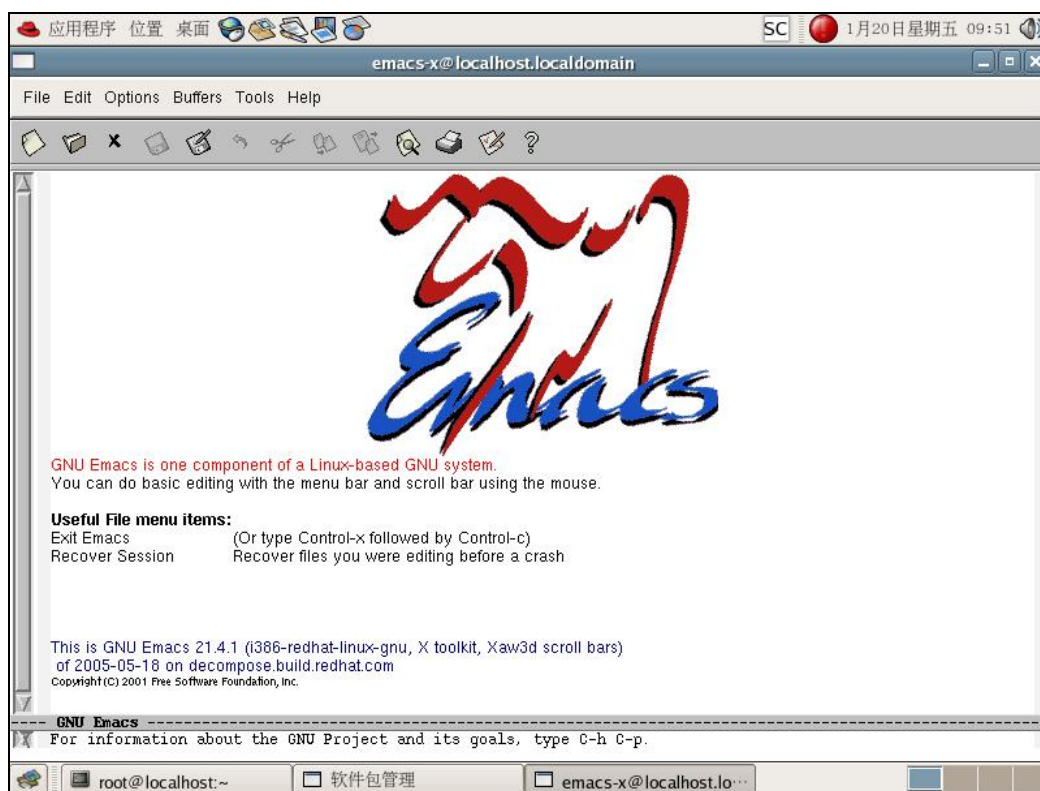 应用程序 位置 桌面 SC 1月20日星期五 09:51
emacs-x@localhost.localdomain
File Edit Options Buffers Tools Help
Emacs
GNU Emacs is one component of a Linux-based GNU system.
You can do basic editing with the menu bar and scroll bar using the mouse.
Useful File menu items:
Exit Emacs (Or type Control-x followed by Control-c)
Recover Session Recover files you were editing before a crash
This is GNU Emacs 21.4.1 (i386-redhat-linux-gnu, X toolkit, Xaw3d scroll bars)
of 2005-05-18 on decompose.build.redhat.com
Copyright (C) 2001 Free Software Foundation, Inc.
---- GNU Emacs ----
For information about the GNU Project and its goals, type C-h C-p.
root@localhost:~ 软件包管理 emacs-x@localhost.lo…